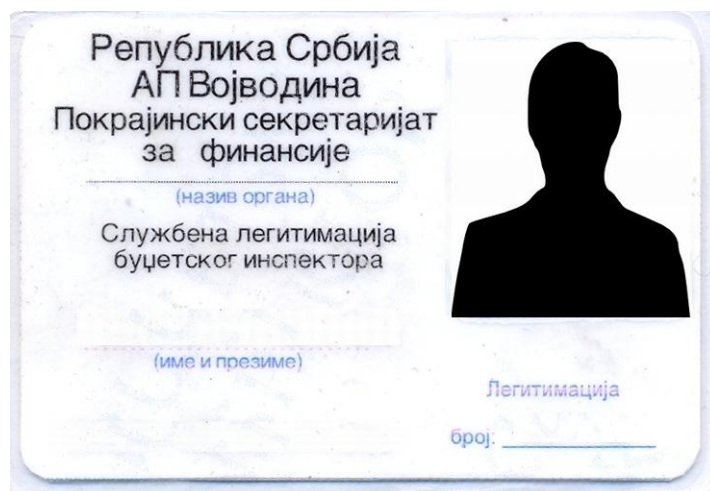 Република Србија
АП Војводина
Покрајински секретаријат
за финансије
(назив органа)
Службена легитимација
буџетског инспектора
(име и презиме)
Легитимација
број: